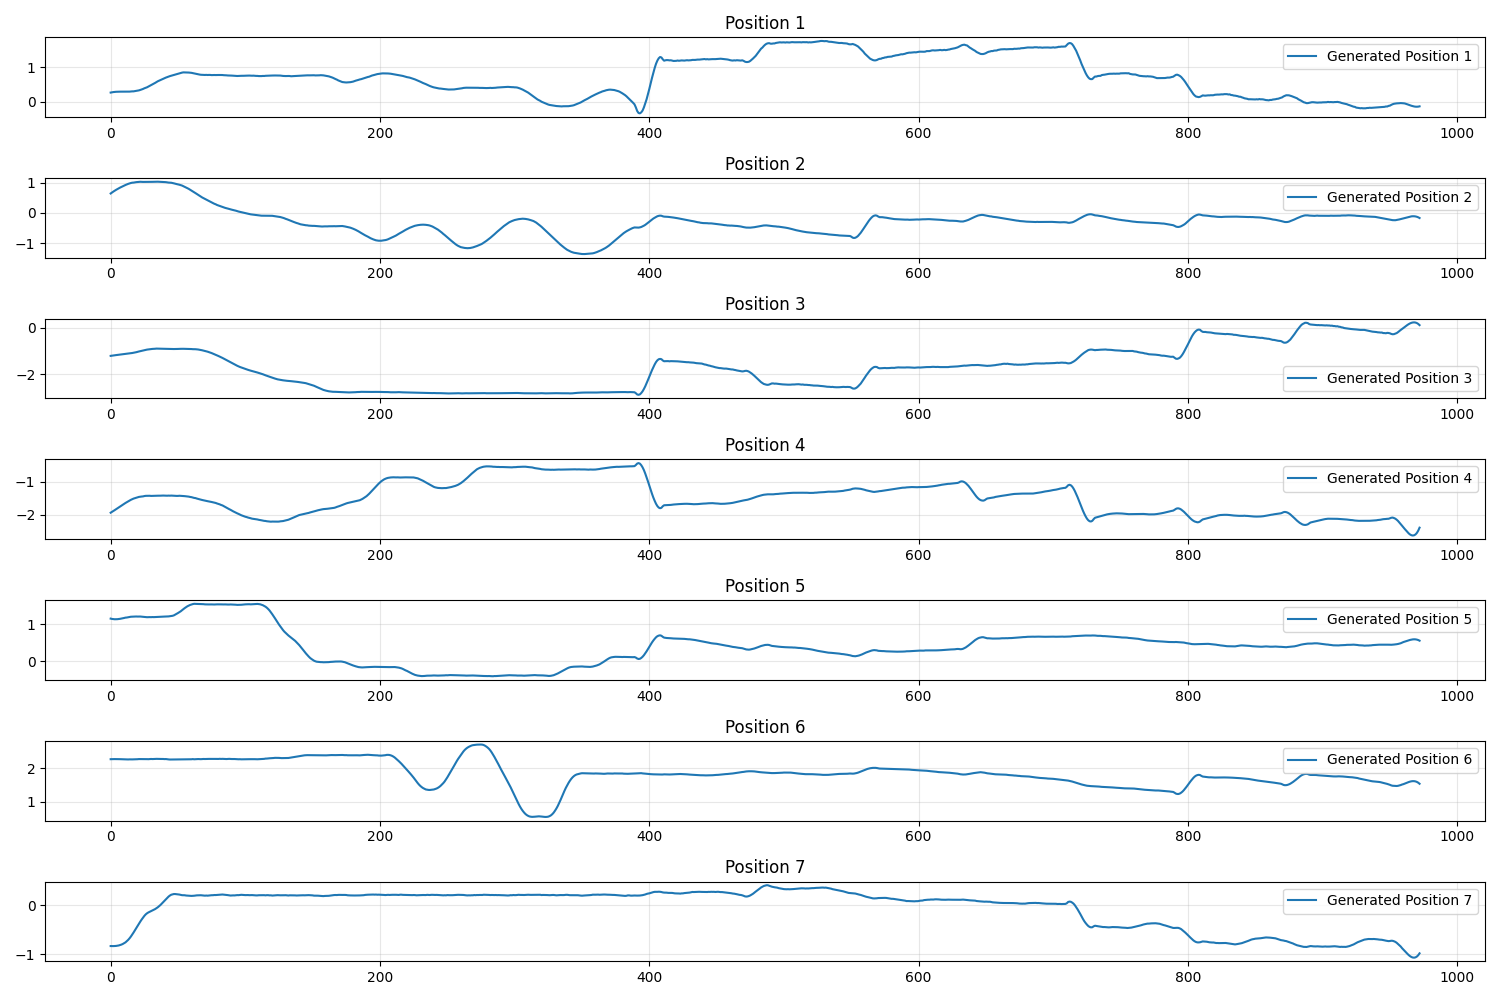 Position 1
1
0
Generated Position 1
0 200 400 600 800 1000
Position 2
1
0
−1
Generated Position 2
0 200 400 600 800 1000
Position 3
0
−2
Generated Position 3
0 200 400 600 800 1000
Position 4
−1
−2
Generated Position 4
0 200 400 600 800 1000
Position 5
1
0
Generated Position 5
0 200 400 600 800 1000
Position 6
2
1
Generated Position 6
0 200 400 600 800 1000
Position 7
0
−1
Generated Position 7
0 200 400 600 800 1000